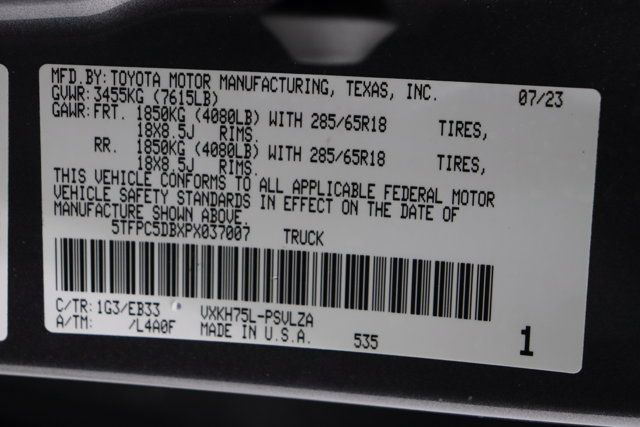 MFD.BY: TOYOTA MOTOR MANUFACTURING, TEXAS, INC. 07/23
GVWR: 3455KG (7615LB)
GAWR: FRT. 1850KG (4080LB) WITH 285/65R18 TIRES,
18X8.5J RIMS.
RR. 1850KG (4080LB) WITH 285/65R18 TIRES,
18X8.5J RIMS.
THIS VEHICLE CONFORMS TO ALL APPLICABLE FEDERAL MOTOR
VEHICLE SAFETY STANDARDS IN EFFECT ON THE DATE OF
MANUFACTURE SHOWN ABOVE.
5TFPC5DBXPX037007 TRUCK
C/TR: 1G3/EB33 VXKH75L-PSVLZA
A/TM: /L4A0F MADE IN U.S.A. 535 1